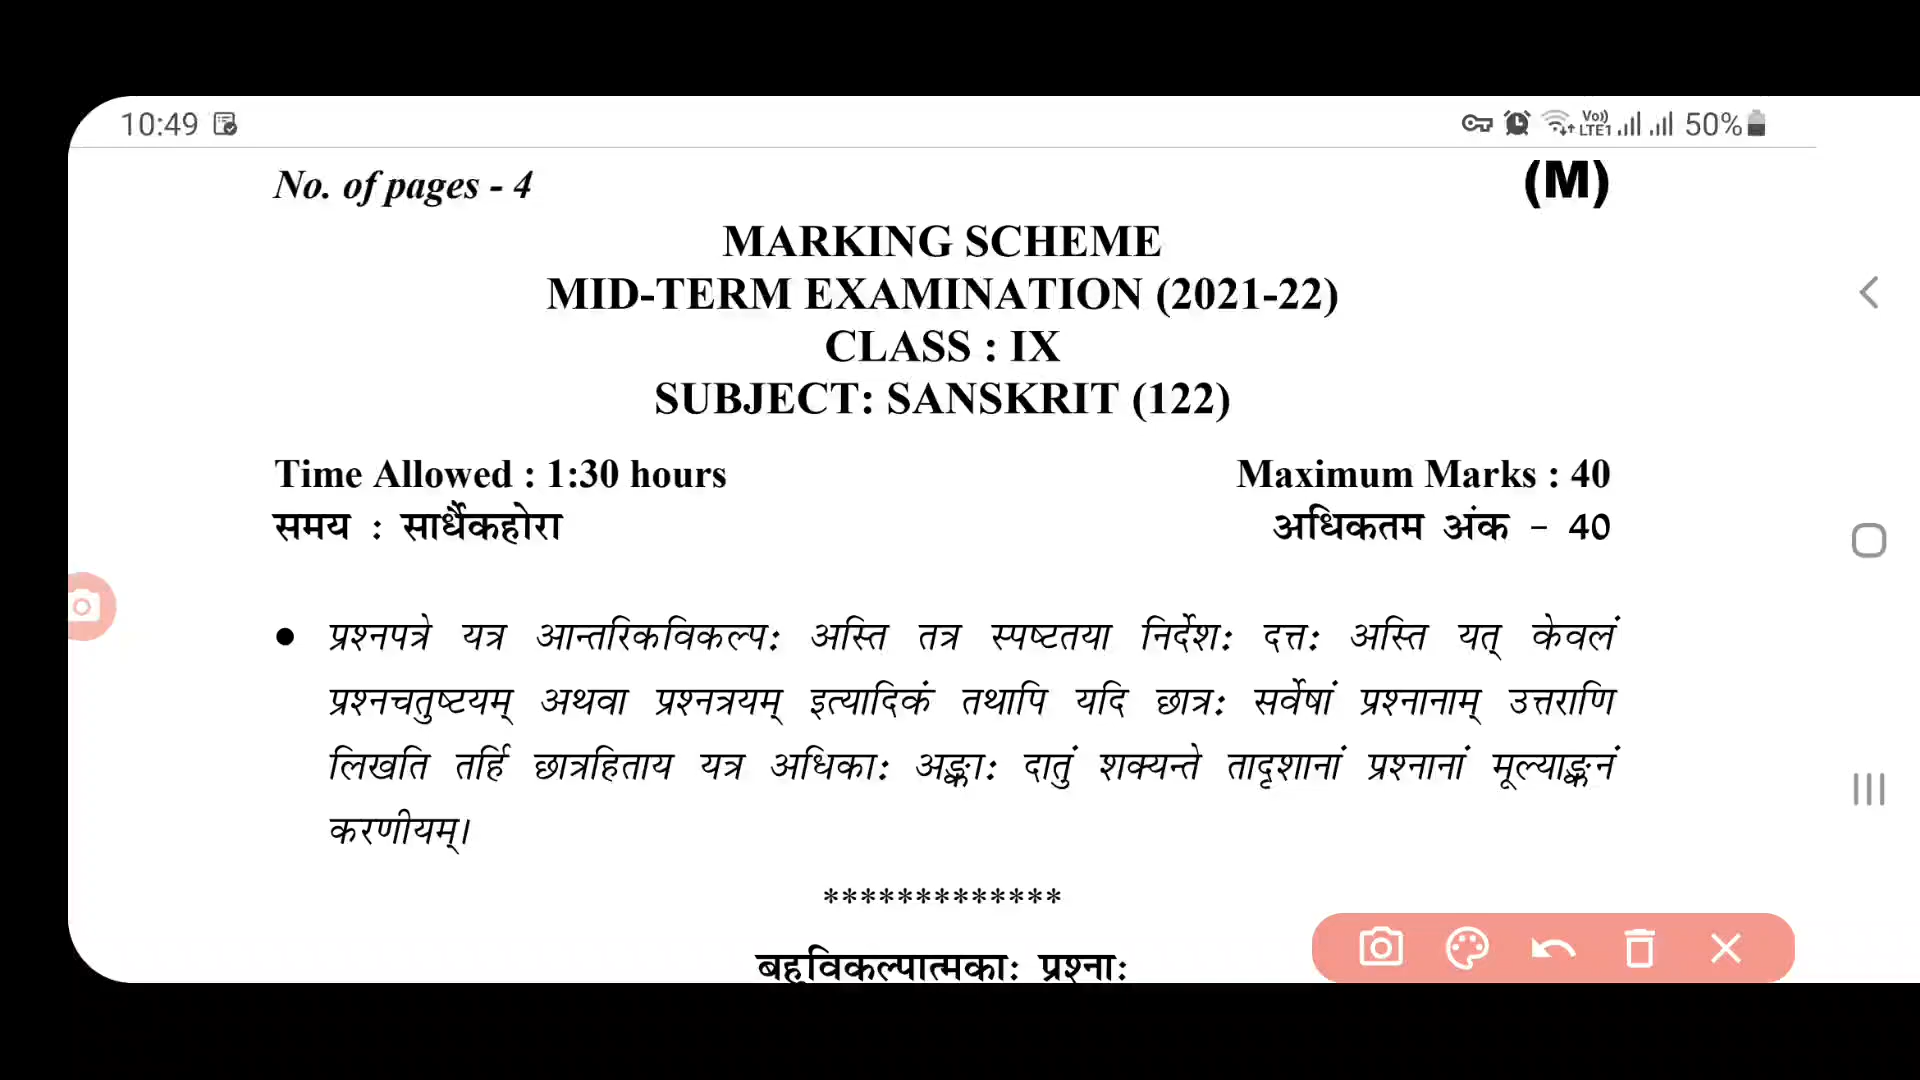 10:49
Vo)) LTE1 50%
No. of pages - 4
(M)
MARKING SCHEME
MID-TERM EXAMINATION (2021-22)
CLASS : IX
SUBJECT: SANSKRIT (122)
Time Allowed : 1:30 hours
Maximum Marks : 40
समय : सार्धैकहोरा
अधिकतम अंक - 40
● प्रश्नपत्रे यत्र आन्तरिकविकल्पः अस्ति तत्र स्पष्टतया निर्देशः दत्तः अस्ति यत् केवलं
प्रश्नचतुष्टयम् अथवा प्रश्नत्रयम् इत्यादिकं तथापि यदि छात्रः सर्वेषां प्रश्नानाम् उत्तराणि
लिखति तर्हि छात्रहिताय यत्र अधिकाः अङ्काः दातुं शक्यन्ते तादृशानां प्रश्नानां मूल्याङ्कनं
करणीयम्।
*************
बहुविकल्पात्मकाः प्रश्नाः